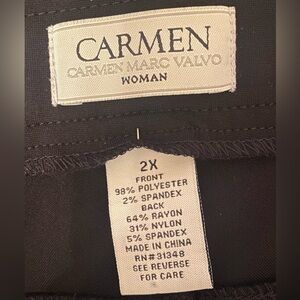 CARMEN
CARMEN MARC VALVO
WOMAN
2X
FRONT
98% POLYESTER
2% SPANDEX
BACK
64% RAYON
31% NYLON
5% SPANDEX
MADE IN CHINA
RN#31348
SEE REVERSE
FOR CARE